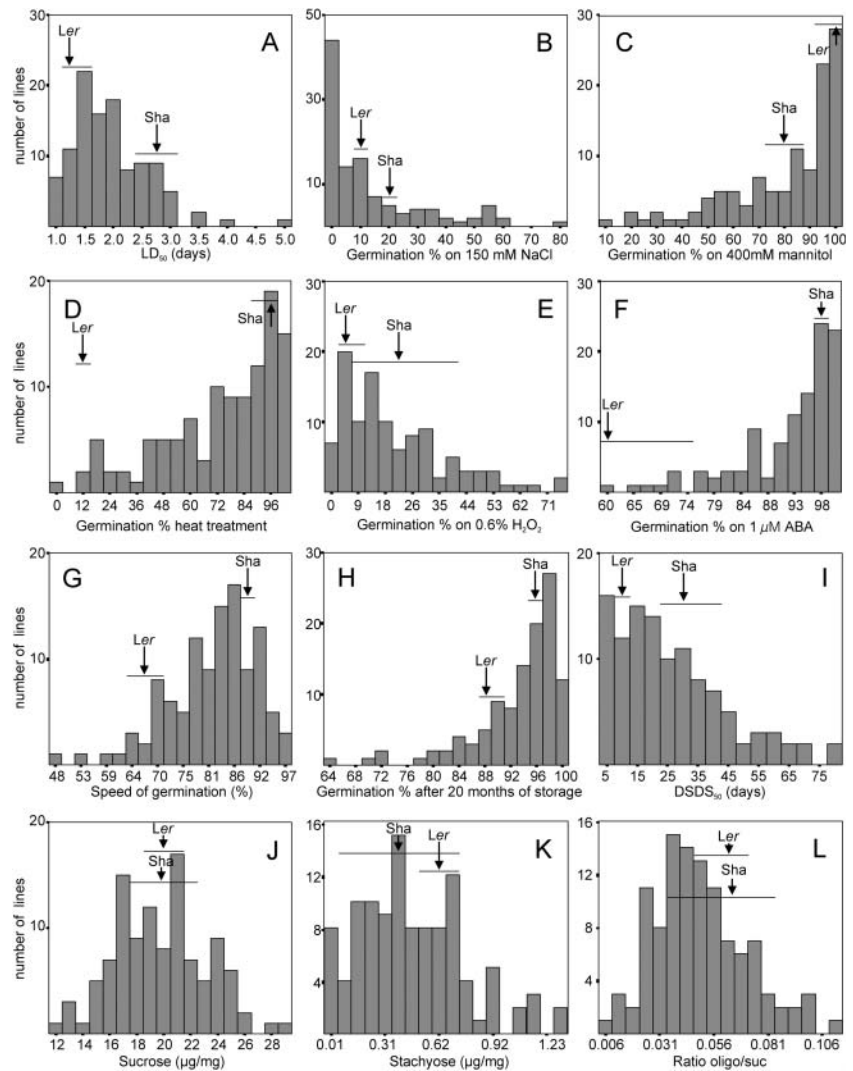 30 30 50 30
Ler A B C Ler
number of lines 20 10
Sha
1.0 1.5 2.0 2.5 3.0 3.5 4.0 4.5 5.0
LD50 (days)
30 10
Ler Sha
0 10 20 30 40 50 60 70 80
Germination % on 150 mM NaCl
20 10
Sha
10 20 30 40 50 60 70 80 90 100
Germination % on 400mM mannitol
20 D
number of lines 10
Ler Sha
0 12 24 36 48 60 72 84 96
Germination % heat treatment
30 E
20 10
Ler Sha
0 9 18 26 36 44 53 62 71
Germination % on 0.6% H2O2
30 F
20 10
Ler Sha
60 65 69 74 79 84 88 93 98
Germination % on 1 µM ABA
20 G
number of lines 10
Ler Sha
48 53 59 64 70 75 81 86 92 97
Speed of germination (%)
30 H
20 10
Ler Sha
64 68 72 76 80 84 88 92 96 100
Germination % after 20 months of storage
20 I
10
Ler Sha
5 15 25 35 45 55 65 75
DSDS50 (days)
20 J
number of lines 10
Ler
Sha
12 14 16 18 20 22 24 26 28
Sucrose (µg/mg)
16 K
12 8 4
Sha Ler
0.01 0.31 0.62 0.92 1.23
Stachyose (µg/mg)
16 L
12 8 4
Ler
Sha
0.006 0.031 0.056 0.081 0.106
Ratio oligo/suc